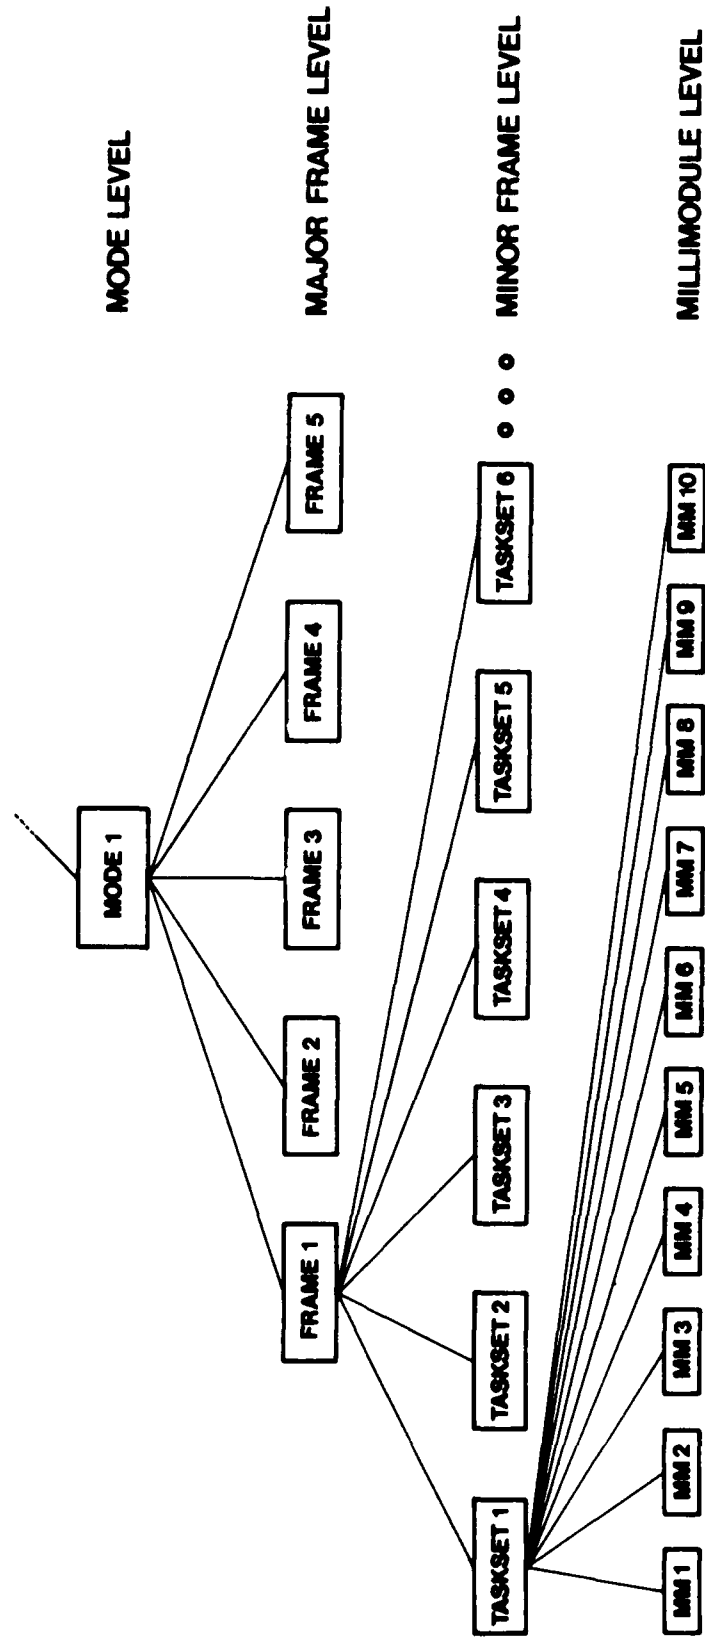 MODE LEVEL
MODE 1
MAJOR FRAME LEVEL
FRAME 1
FRAME 2
FRAME 3
FRAME 4
FRAME 5
MINOR FRAME LEVEL
TASKSET 1
TASKSET 2
TASKSET 3
TASKSET 4
TASKSET 5
TASKSET 6
MILLIMODULE LEVEL
MM 1
MM 2
MM 3
MM 4
MM 5
MM 6
MM 7
MM 8
MM 9
MM 10